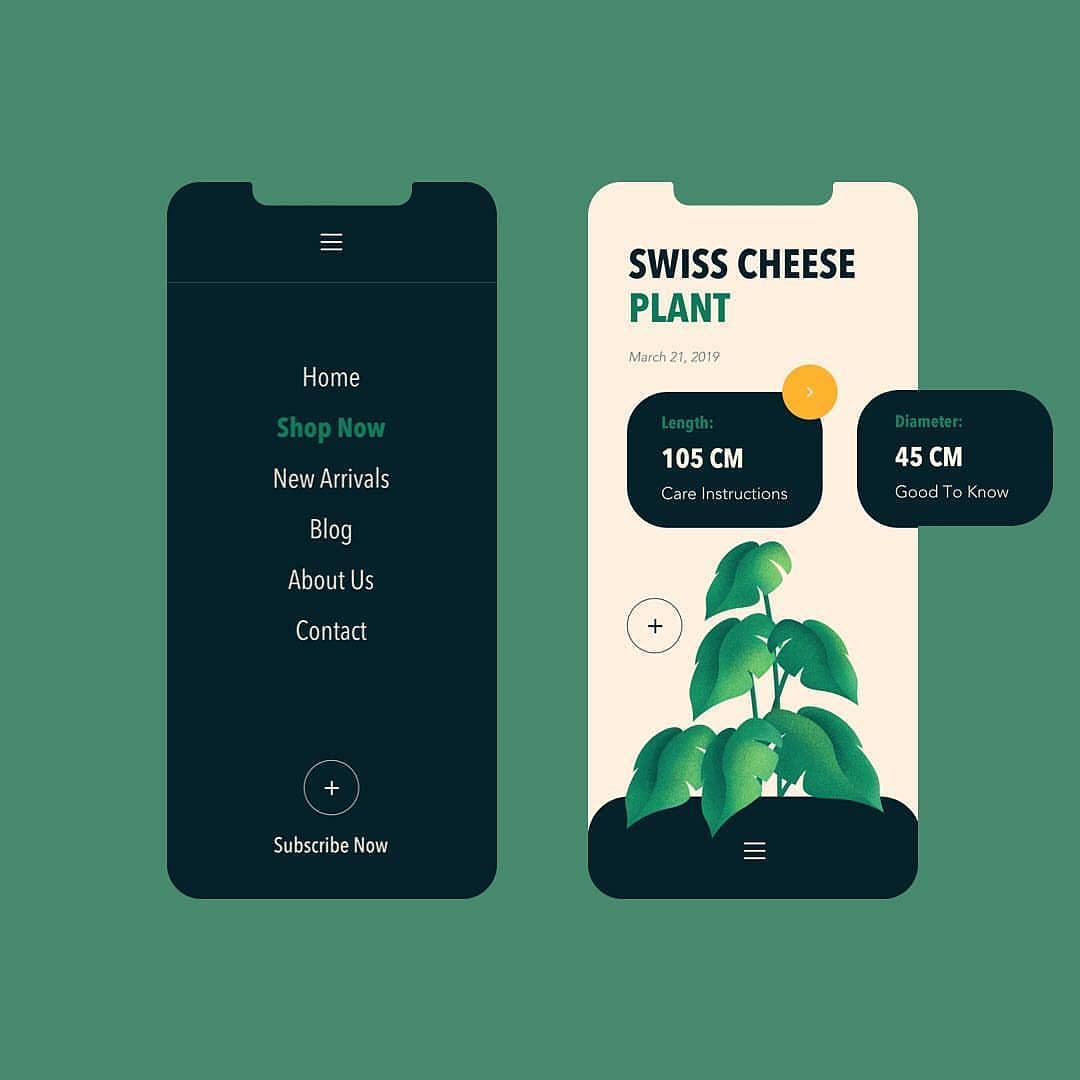 Home
Shop Now
New Arrivals
Blog
About Us
Contact
Subscribe Now
SWISS CHEESE
PLANT
March 21, 2019
Length:
105 CM
Care Instructions
Diameter:
45 CM
Good To Know